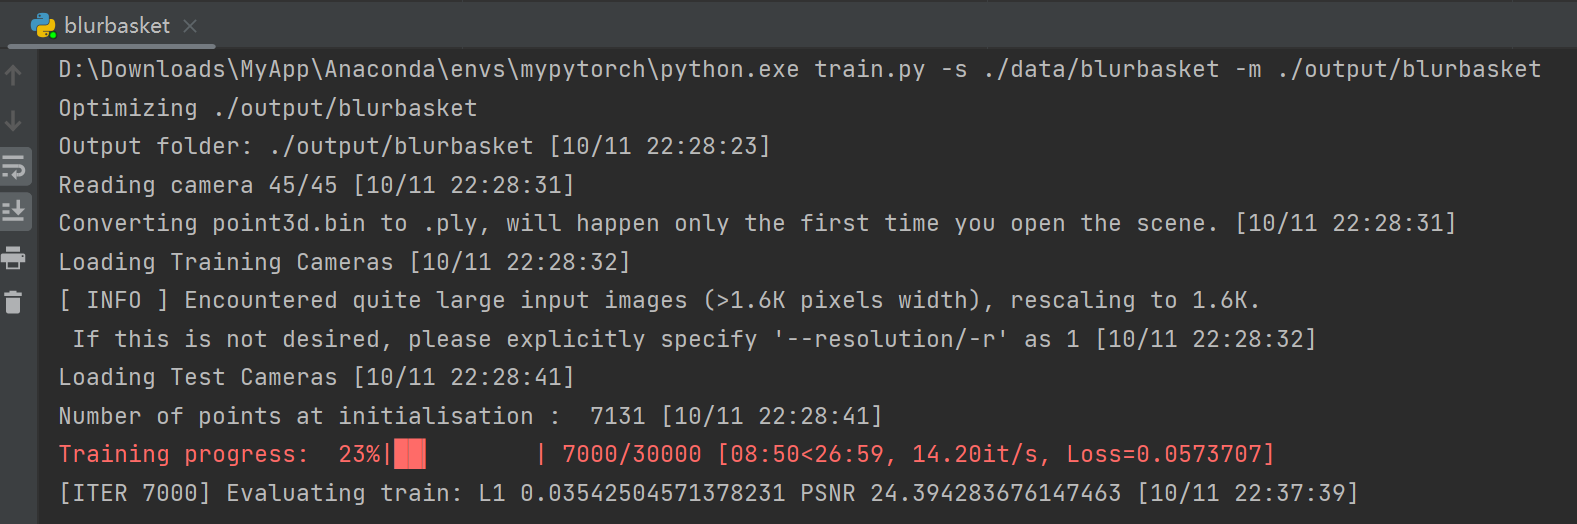 blurbasket
D:\Downloads\MyApp\Anaconda\envs\mypytorch\python.exe train.py -s ./data/blurbasket -m ./output/blurbasket
Optimizing ./output/blurbasket
Output folder: ./output/blurbasket [10/11 22:28:23]
Reading camera 45/45 [10/11 22:28:31]
Converting point3d.bin to .ply, will happen only the first time you open the scene. [10/11 22:28:31]
Loading Training Cameras [10/11 22:28:32]
[ INFO ] Encountered quite large input images (>1.6K pixels width), rescaling to 1.6K.
If this is not desired, please explicitly specify '--resolution/-r' as 1 [10/11 22:28:32]
Loading Test Cameras [10/11 22:28:41]
Number of points at initialisation :  7131 [10/11 22:28:41]
Training progress:  23%|██▎       | 7000/30000 [08:50<26:59, 14.20it/s, Loss=0.0573707]
[ITER 7000] Evaluating train: L1 0.03542504571378231 PSNR 24.394283676147463 [10/11 22:37:39]